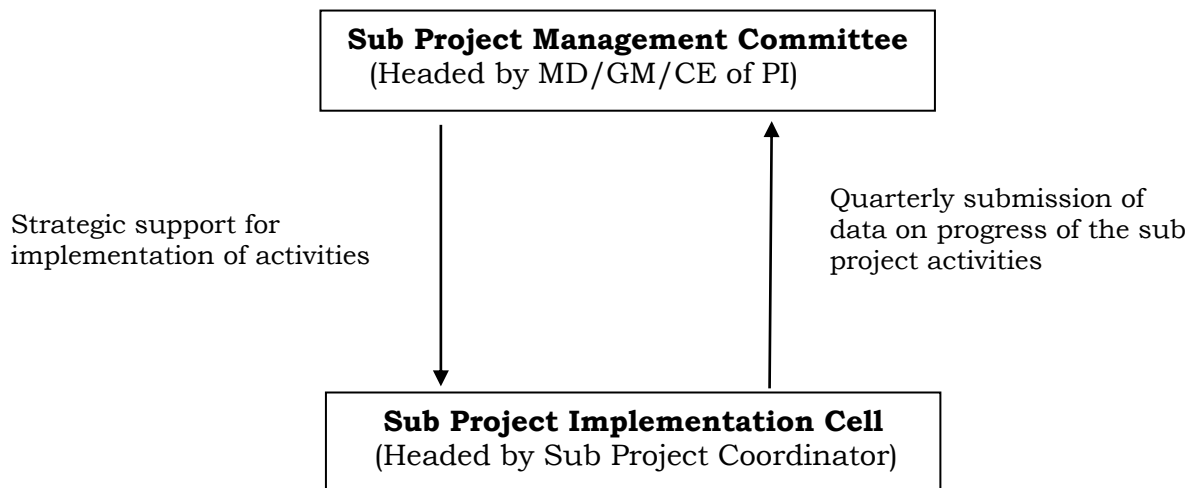 Sub Project Management Committee
(Headed by MD/GM/CE of PI)
Strategic support for
implementation of activities
Quarterly submission of
data on progress of the sub
project activities
Sub Project Implementation Cell
(Headed by Sub Project Coordinator)